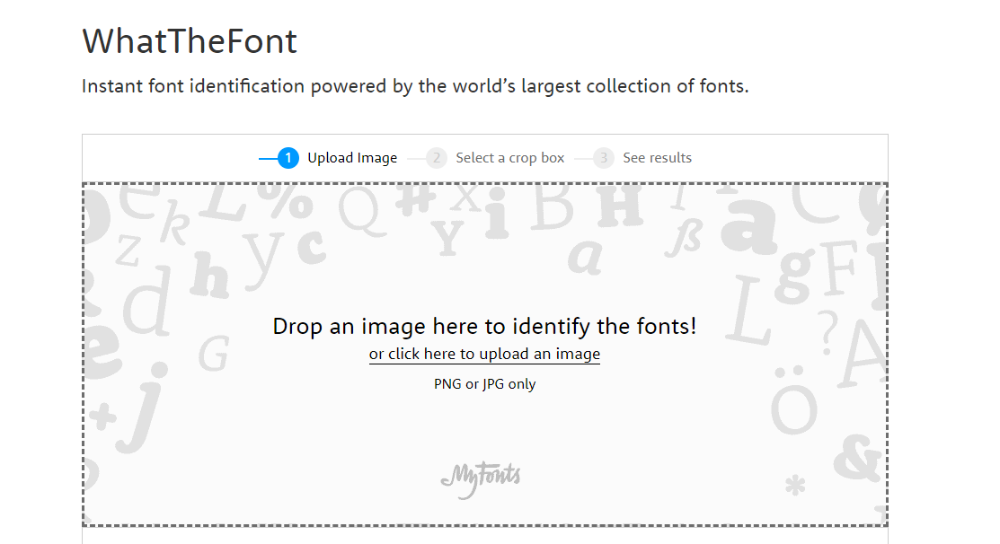 WhatTheFont
Instant font identification powered by the world’s largest collection of fonts.
1 Upload Image 2 Select a crop box 3 See results
Drop an image here to identify the fonts!
or click here to upload an image
PNG or JPG only
MyFonts